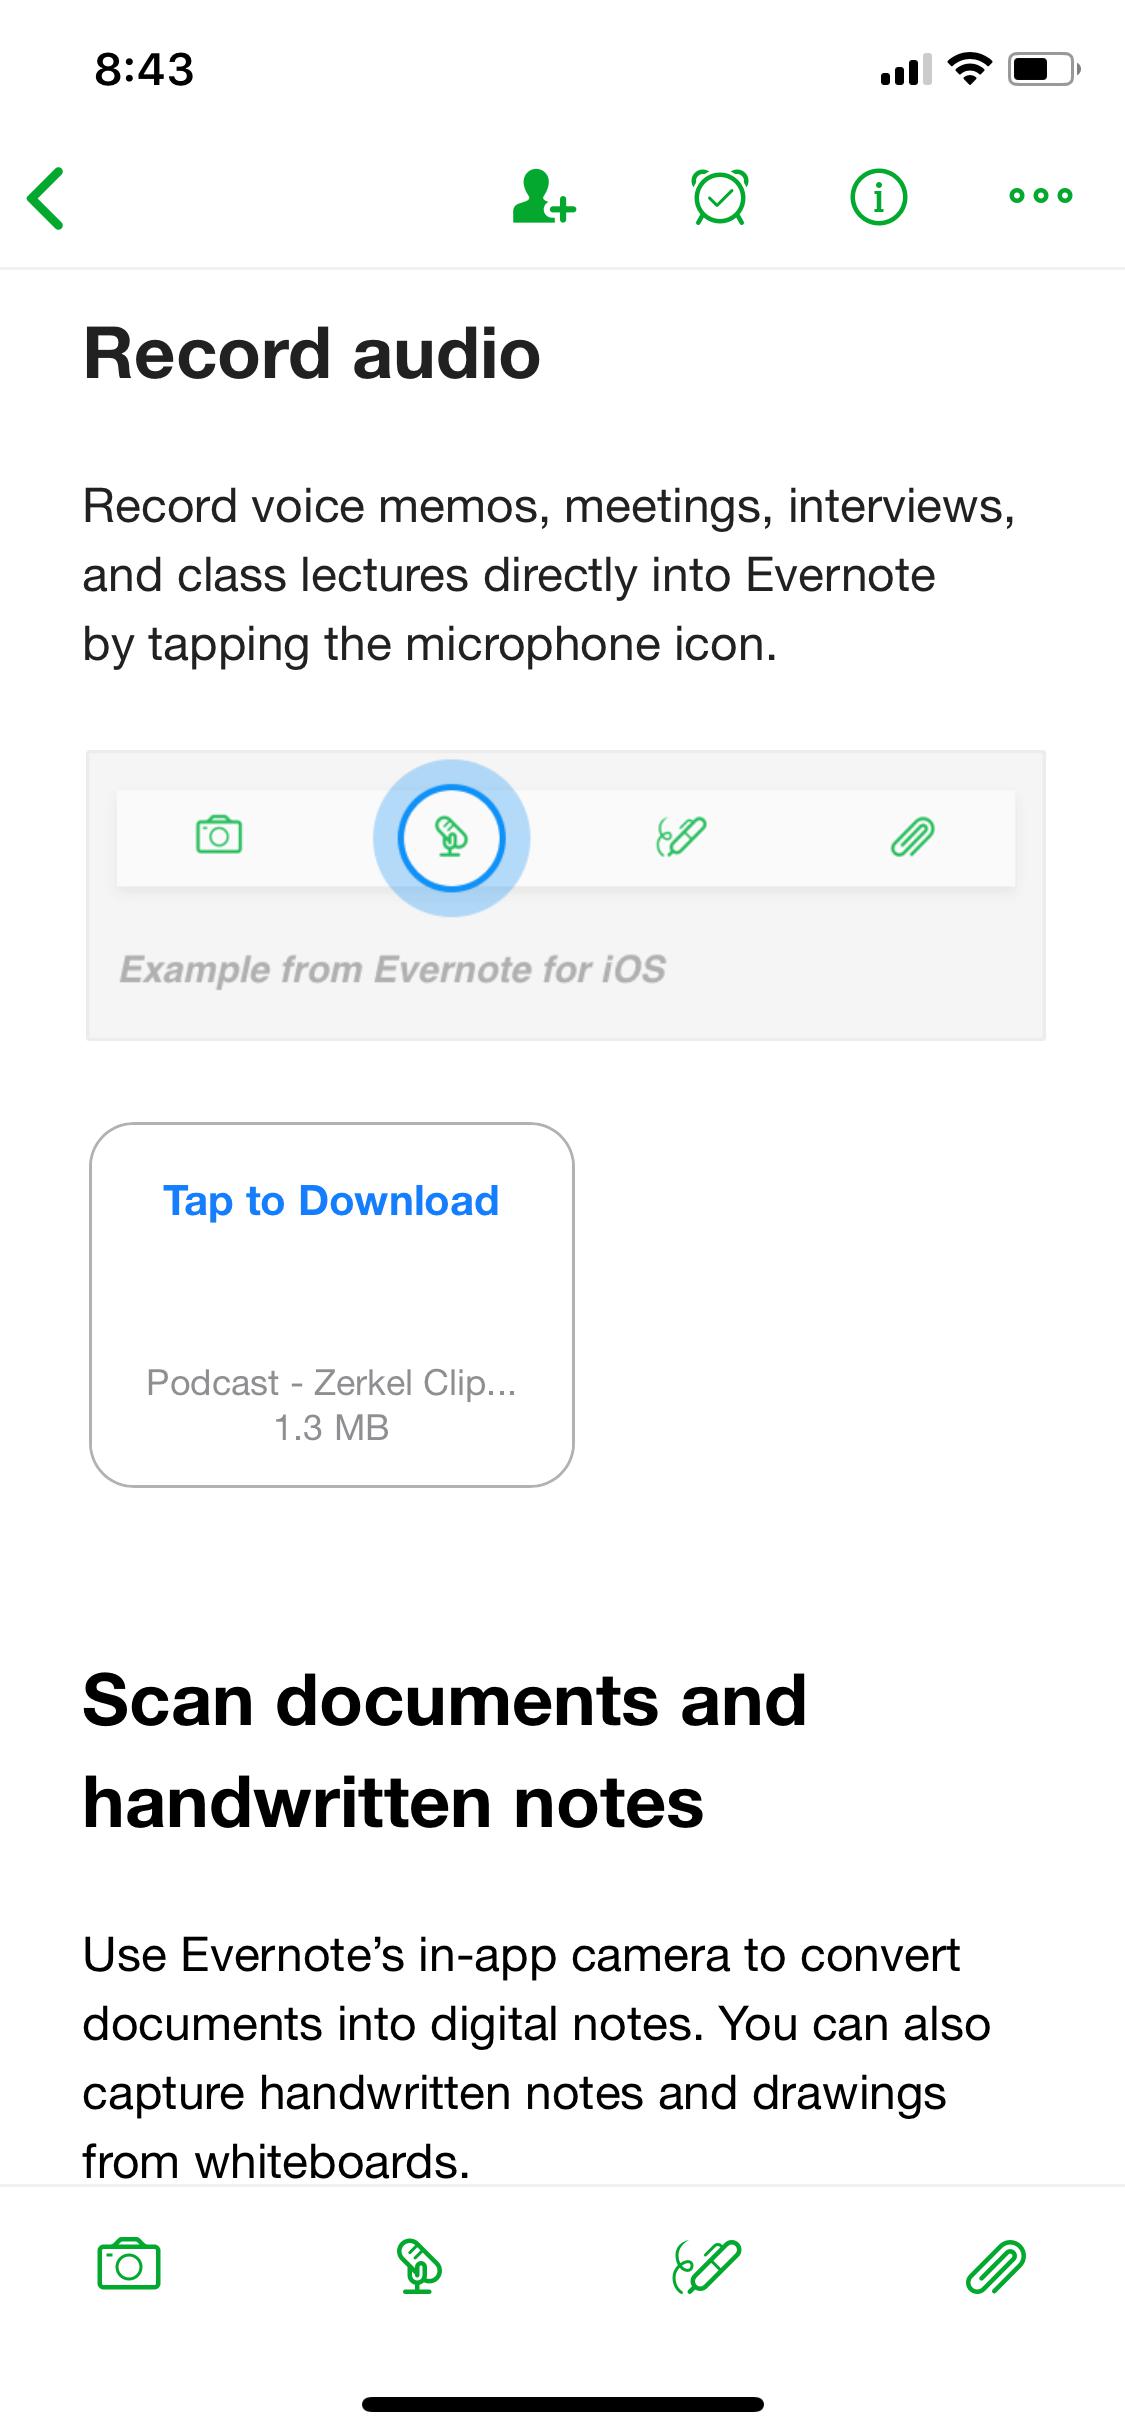 8:43
Record audio
Record voice memos, meetings, interviews,
and class lectures directly into Evernote
by tapping the microphone icon.
Example from Evernote for iOS
Tap to Download
Podcast - Zerkel Clip...
1.3 MB
Scan documents and
handwritten notes
Use Evernote’s in-app camera to convert
documents into digital notes. You can also
capture handwritten notes and drawings
from whiteboards.